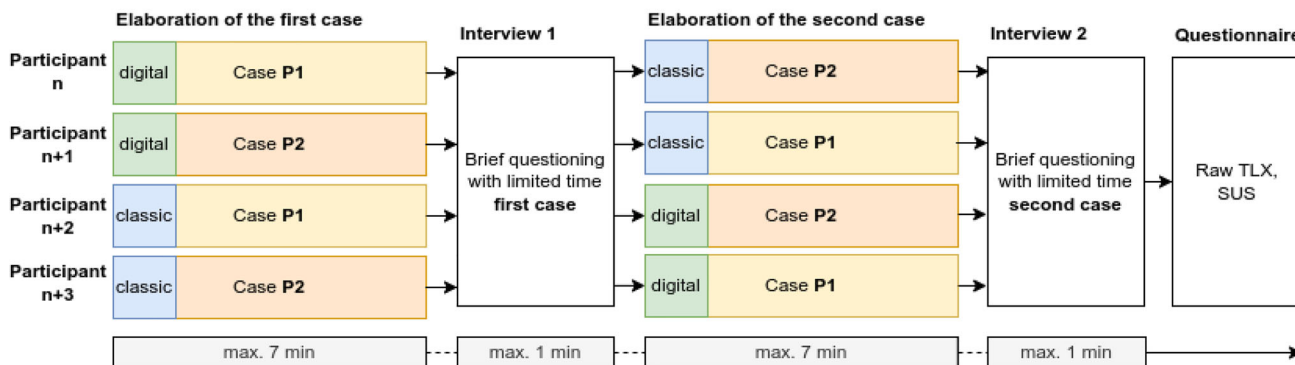 Elaboration of the first case
Elaboration of the second case
Interview 1
Interview 2
Questionnaire
Participant
n
digital
Case P1
classic
Case P2
Participant
n+1
digital
Case P2
classic
Case P1
Participant
n+2
classic
Case P1
digital
Case P2
Participant
n+3
classic
Case P2
digital
Case P1
Brief questioning
with limited time
first case
Brief questioning
with limited time
second case
Raw TLX,
SUS
max. 7 min
max. 1 min
max. 7 min
max. 1 min